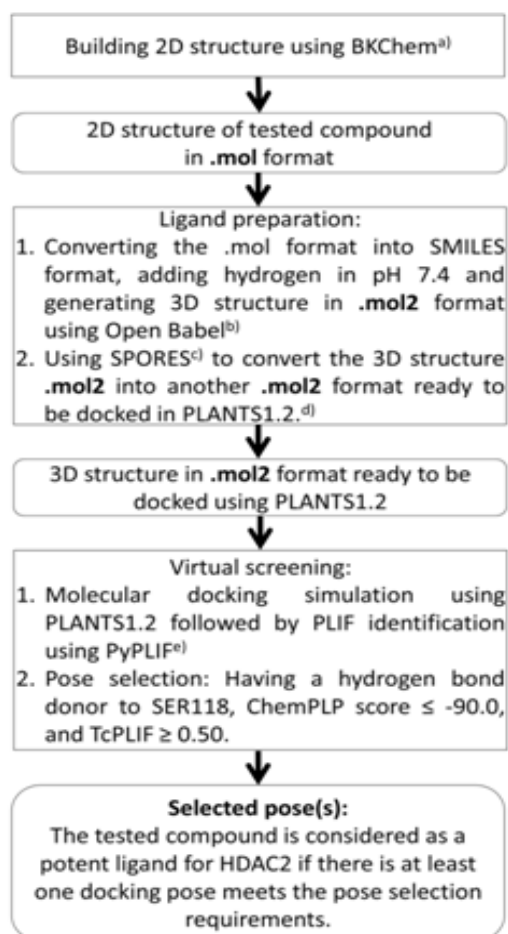 Building 2D structure using BKChem^a)
2D structure of tested compound
in .mol format
Ligand preparation:
1. Converting the .mol format into SMILES
format, adding hydrogen in pH 7.4 and
generating 3D structure in .mol2 format
using Open Babel^b)
2. Using SPORES^c) to convert the 3D structure
.mol2 into another .mol2 format ready to
be docked in PLANTS1.2.^d)
3D structure in .mol2 format ready to be
docked using PLANTS1.2
Virtual screening:
1. Molecular docking simulation using
PLANTS1.2 followed by PLIF identification
using PyPLIF^e)
2. Pose selection: Having a hydrogen bond
donor to SER118, ChemPLP score ≤ -90.0,
and TcPLIF ≥ 0.50.
Selected pose(s):
The tested compound is considered as a
potent ligand for HDAC2 if there is at least
one docking pose meets the pose selection
requirements.